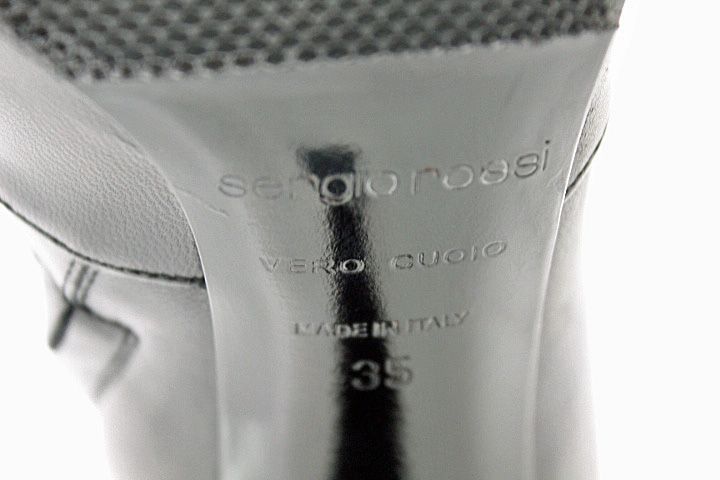 sergio rossi
VERO CUOIO
MADE IN ITALY
35